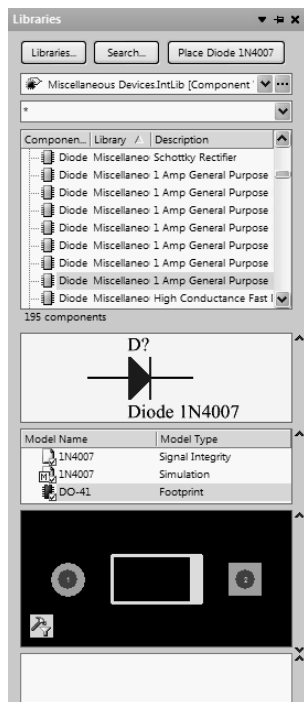 Libraries
Libraries... Search... Place Diode 1N4007
Miscellaneous Devices.IntLib [Component
*
Componen... Library Description
Diode Miscellaneo Schottky Rectifier
Diode Miscellaneo 1 Amp General Purpose
Diode Miscellaneo 1 Amp General Purpose
Diode Miscellaneo 1 Amp General Purpose
Diode Miscellaneo 1 Amp General Purpose
Diode Miscellaneo 1 Amp General Purpose
Diode Miscellaneo 1 Amp General Purpose
Diode Miscellaneo 1 Amp General Purpose
Diode Miscellaneo High Conductance Fast
195 components
D?
Diode 1N4007
Model Name Model Type
1N4007 Signal Integrity
1N4007 Simulation
DO-41 Footprint
1 2